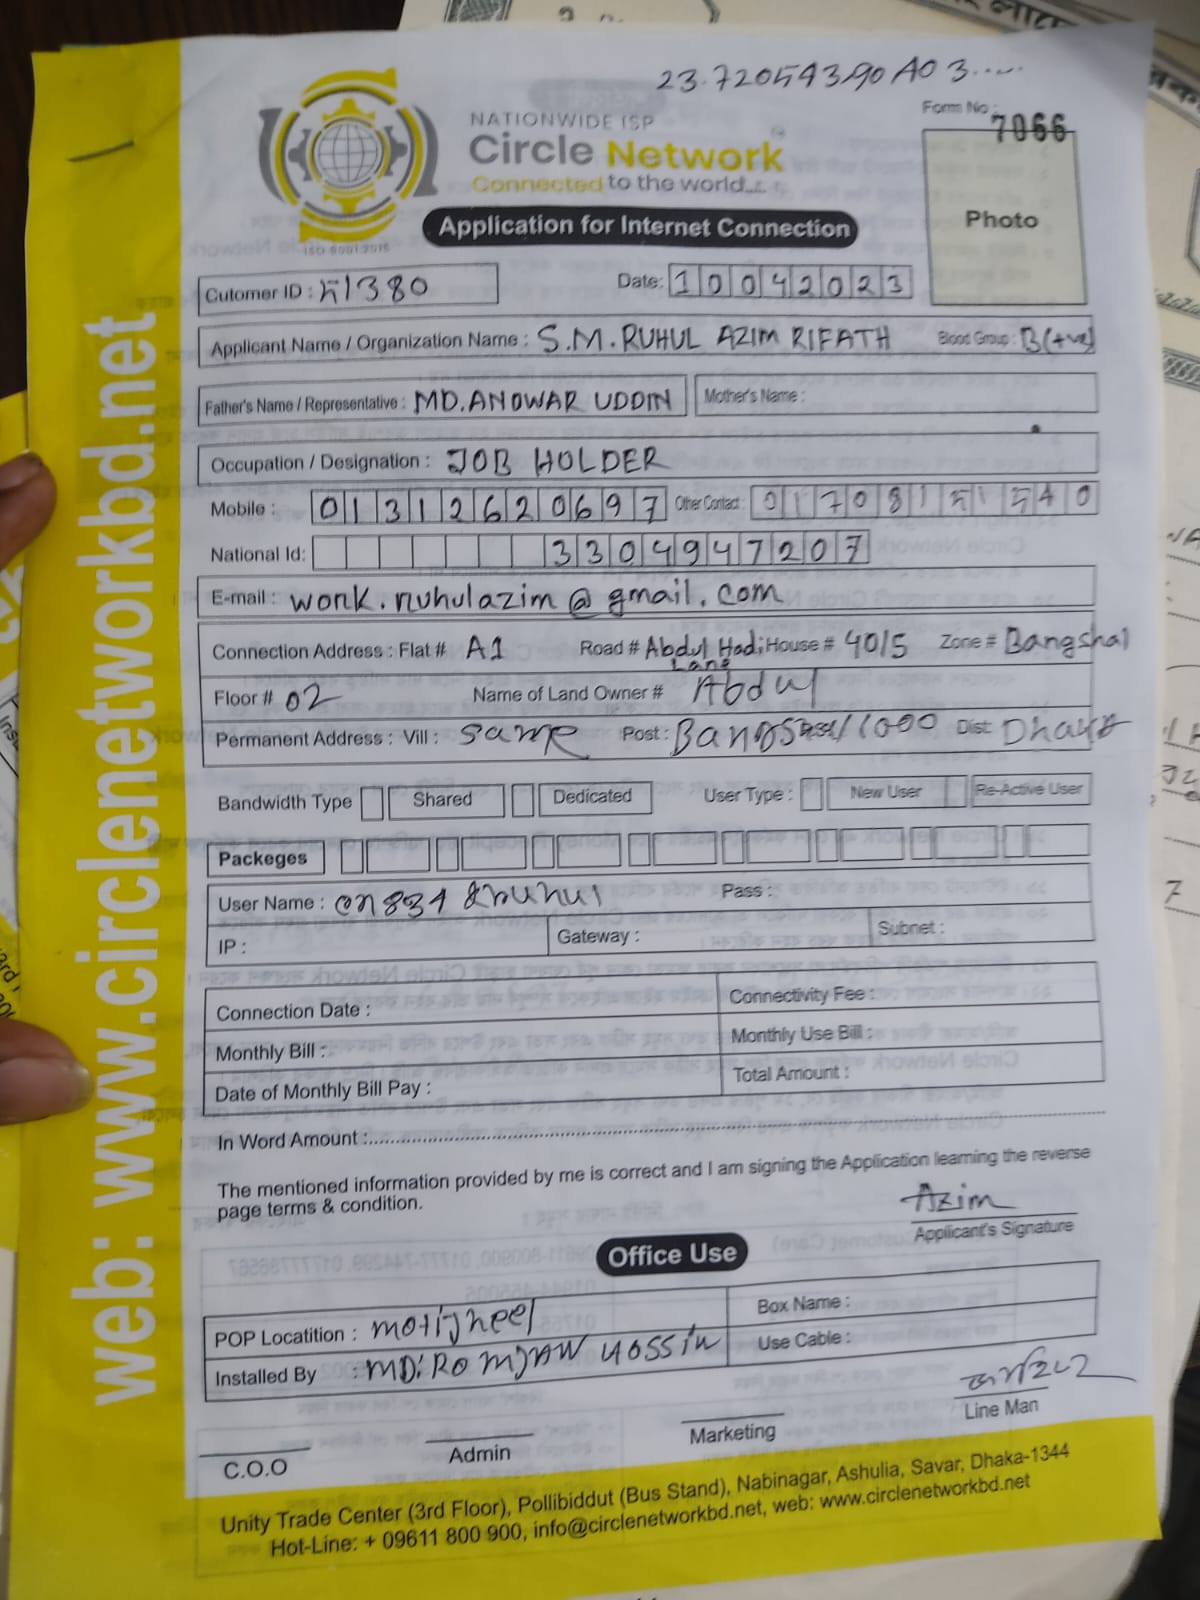 23.7205439090A03.....
Form No : 7066
NATIONWIDE ISP
Circle Network
Connected to the world...
ISO 9001:2015
Photo
Application for Internet Connection
Cutomer ID : 1380 Date: 10042023
Applicant Name / Organization Name : S.M. RUHUL AZIM RIFATH Blood Group : B(+ve)
Father's Name / Representative : MD. ANOWAR UDDIN Mother's Name :
Occupation / Designation : JOB HOLDER
Mobile : 01312620697 Other Contact : 01708151540
National Id: 3304947207
E-mail : work.ruhulazim@gmail.com
Connection Address : Flat # A1 Road # Abdul Hadi Lane House # 40/5 Zone # Bangshal
Floor # 02 Name of Land Owner # Abdul
Permanent Address : Vill : Same Post : Bangshal/1000 Dist: Dhaka
Bandwidth Type Shared Dedicated User Type : New User Re-Active User
Packeges
User Name : Pass :
IP : Gateway : Subnet :
Connection Date : Connectivity Fee :
Monthly Bill : Monthly Use Bill :
Date of Monthly Bill Pay : Total Amount :
In Word Amount :
The mentioned information provided by me is correct and I am signing the Application learning the reverse
page terms & condition.
Azim
Applicant's Signature
Office Use
POP Locatition : motijheel Box Name :
Installed By : MD. ROMJAN HOSSIN Use Cable :
C.O.O Admin Marketing Line Man
Unity Trade Center (3rd Floor), Pollibiddut (Bus Stand), Nabinagar, Ashulia, Savar, Dhaka-1344
Hot-Line: + 09611 800 900, info@circlenetworkbd.net, web: www.circlenetworkbd.net
web: www.circlenetworkbd.net